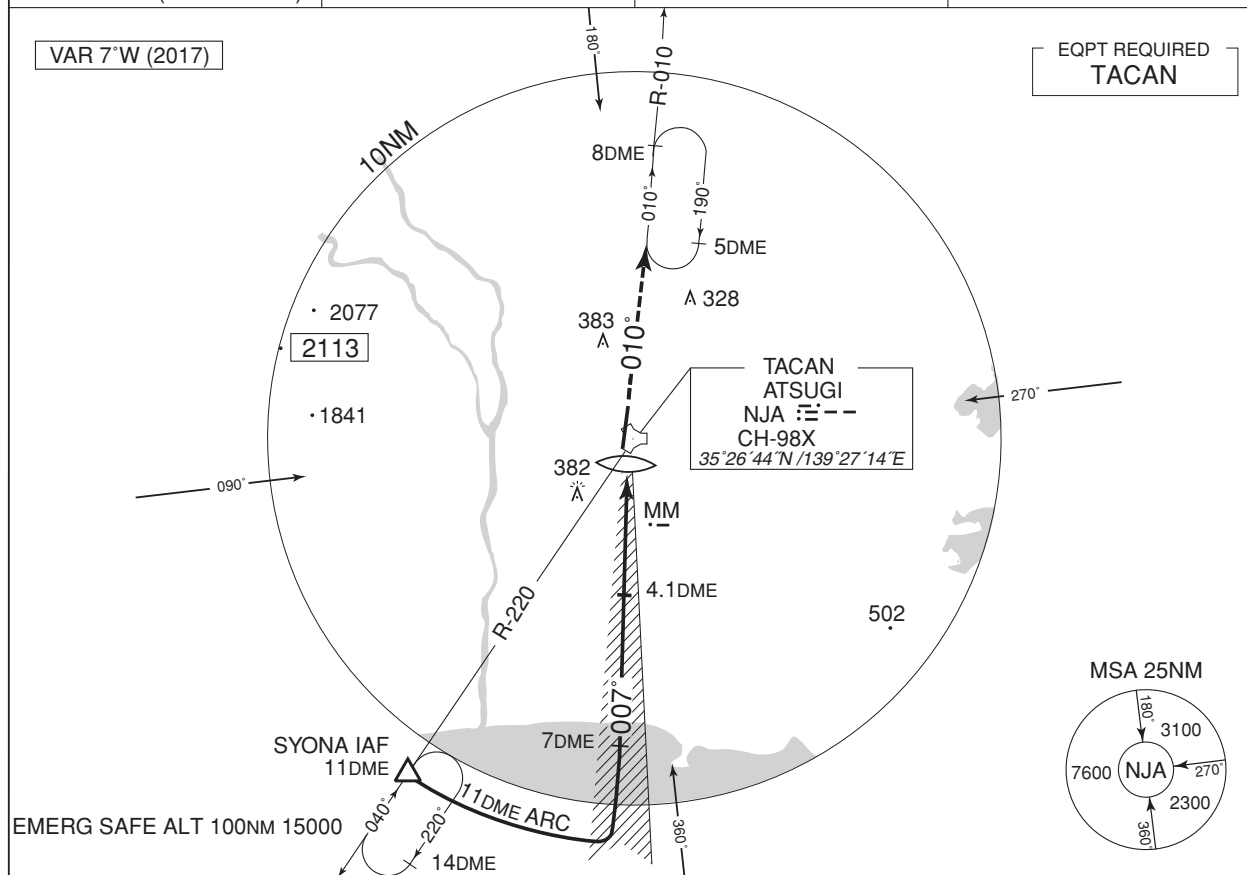 VAR 7°W (2017)
180°
R-010
EQPT REQUIRED
TACAN
10NM
8DME
010°
190°
5DME
328
2077
383
2113
010°
1841
TACAN
ATSUGI
NJA
CH-98X
35°26´44˝N /139°27´14˝E
270°
090°
382
MM
4.1DME
R-220
502
007°
7DME
SYONA IAF
11DME
11DME ARC
EMERG SAFE ALT 100NM 15000
040°
220°
14DME
360°
MSA 25NM
180°
3100
7600
NJA
270°
2300
360°